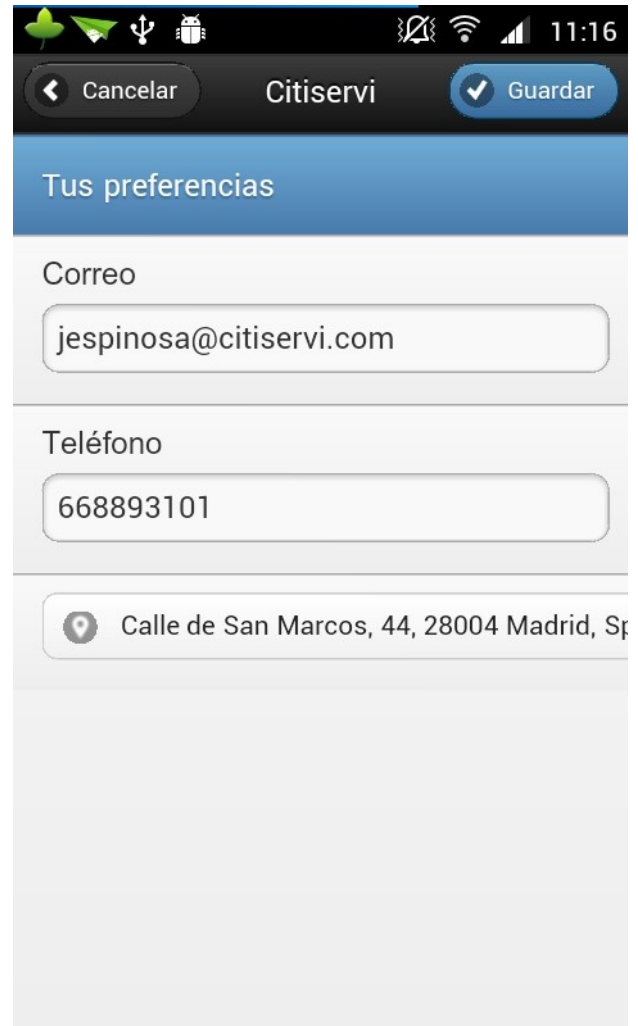 11:16
Cancelar Citiservi Guardar
Tus preferencias
Correo
jespinosa@citiservi.com
Teléfono
668893101
Calle de San Marcos, 44, 28004 Madrid, Sp